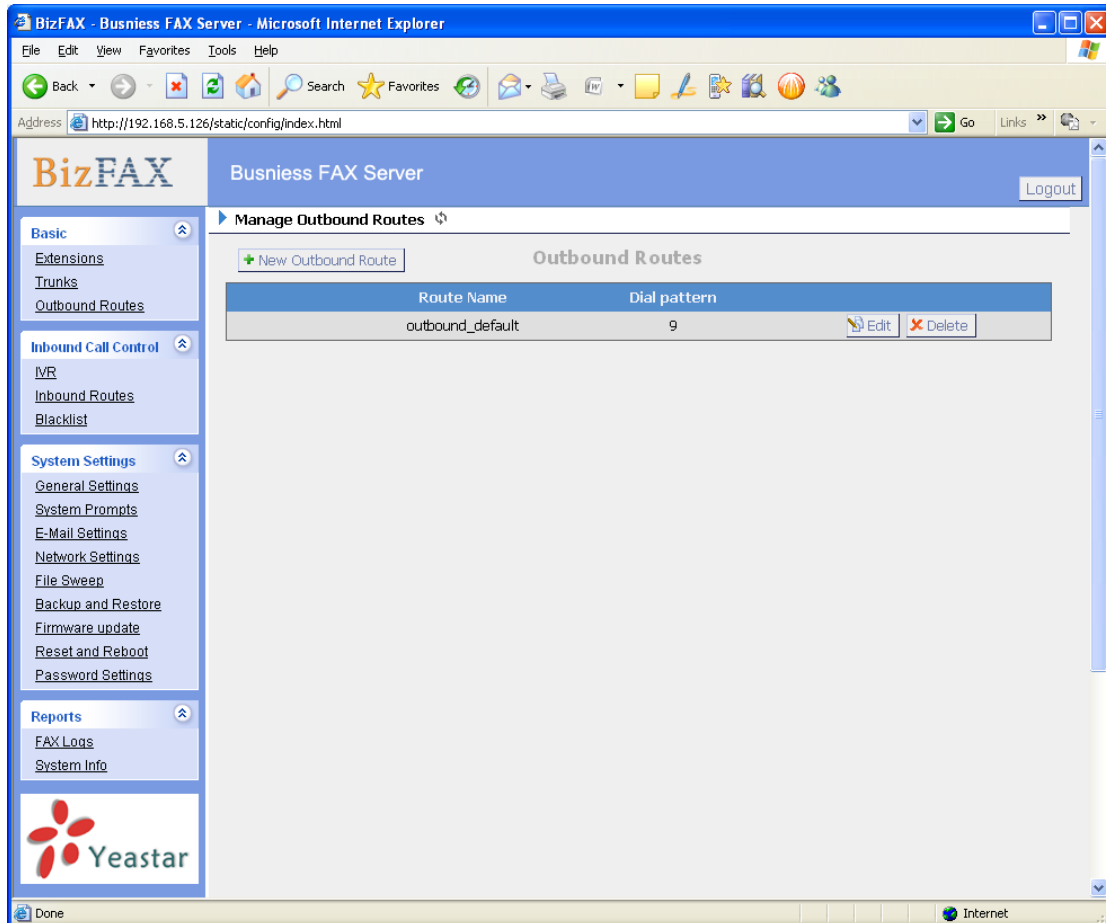 BizFAX - Busniess FAX Server - Microsoft Internet Explorer
File Edit View Favorites Tools Help
Back Search Favorites
Address http://192.168.5.126/static/config/index.html Go Links »
BizFAX Busniess FAX Server Logout
Manage Outbound Routes
New Outbound Route Outbound Routes
Route Name Dial pattern
outbound_default 9 Edit Delete
Basic
Extensions
Trunks
Outbound Routes
Inbound Call Control
IVR
Inbound Routes
Blacklist
System Settings
General Settings
System Prompts
E-Mail Settings
Network Settings
File Sweep
Backup and Restore
Firmware update
Reset and Reboot
Password Settings
Reports
FAX Logs
System Info
Yeastar
Done Internet